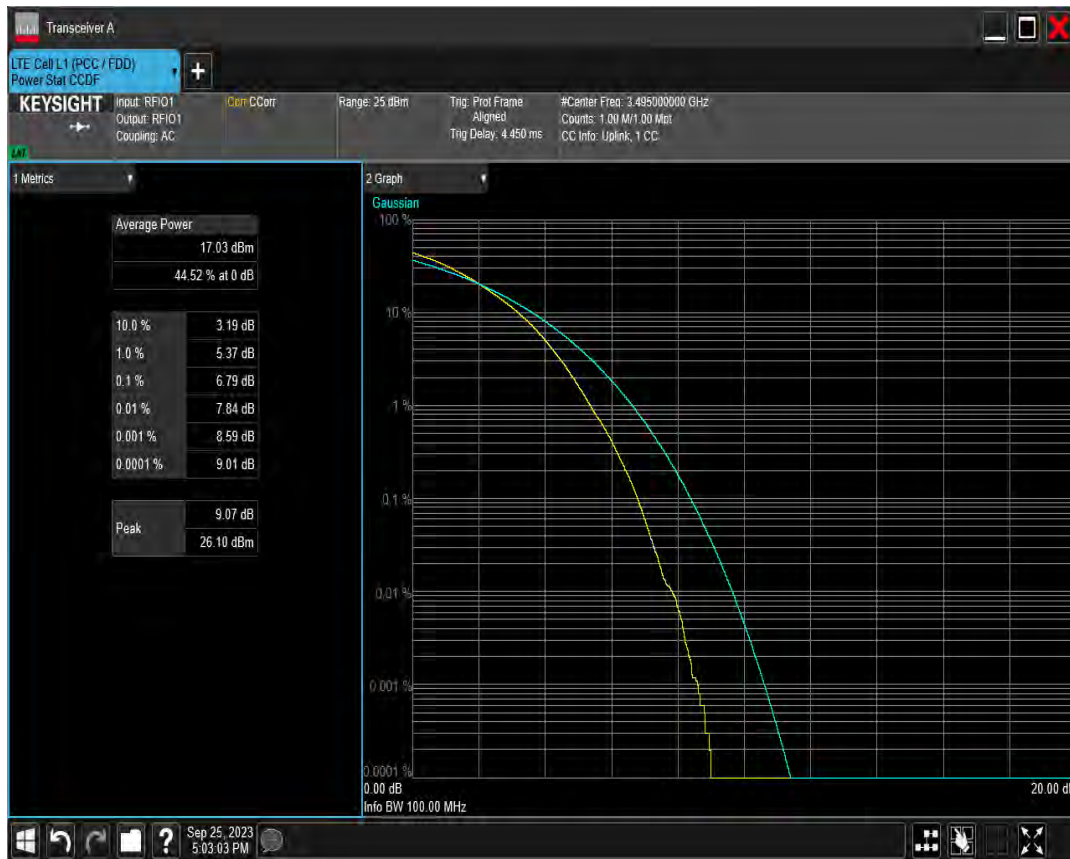 Transceiver A
LTE Cell L1 (PCC / FDD)
Power Stat CCDF
KEYSIGHT
Input: RFIO1
Output: RFIO1
Coupling: AC
Corr CCorr
Range: 25 dBm
Trig: Prot Frame
Aligned
Trig Delay: 4.450 ms
#Center Freq: 3.495000000 GHz
Counts: 1.00 M/1.00 Mpt
CC Info: Uplink, 1 CC
1 Metrics
Average Power
17.03 dBm
44.52 % at 0 dB
10.0 % 3.19 dB
1.0 % 5.37 dB
0.1 % 6.79 dB
0.01 % 7.84 dB
0.001 % 8.59 dB
0.0001 % 9.01 dB
Peak
9.07 dB
26.10 dBm
2 Graph
Gaussian
100 %
10 %
1 %
0.1 %
0.01 %
0.001 %
0.0001 %
0.00 dB
20.00 d
Info BW 100.00 MHz
Sep 25, 2023
5:03:03 PM